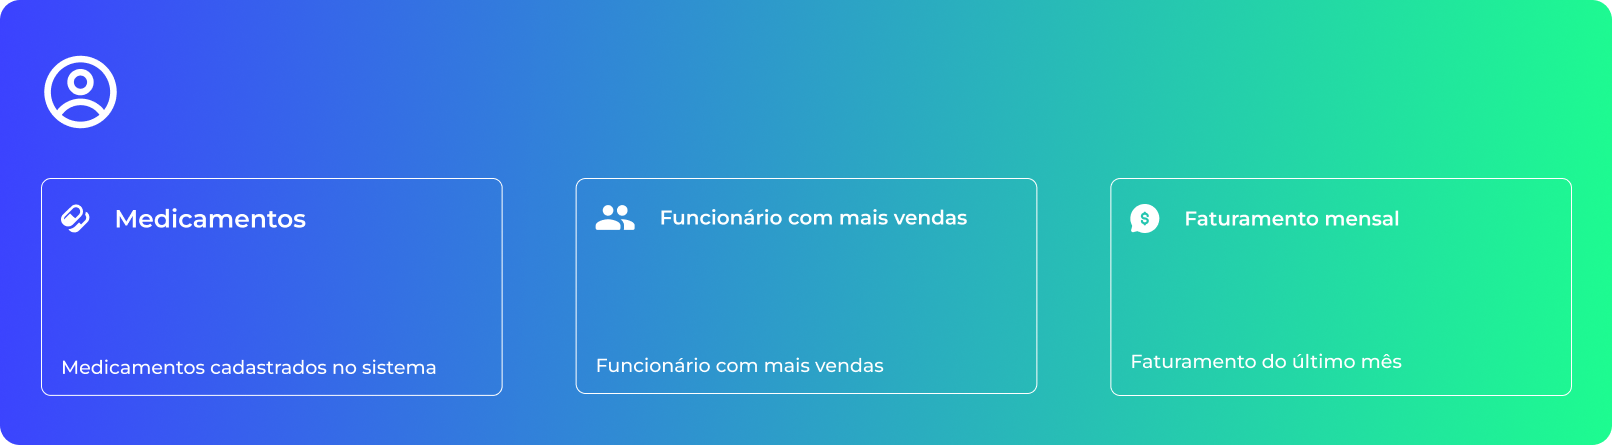 Medicamentos
Medicamentos cadastrados no sistema
Funcionário com mais vendas
Funcionário com mais vendas
$
Faturamento mensal
Faturamento do último mês